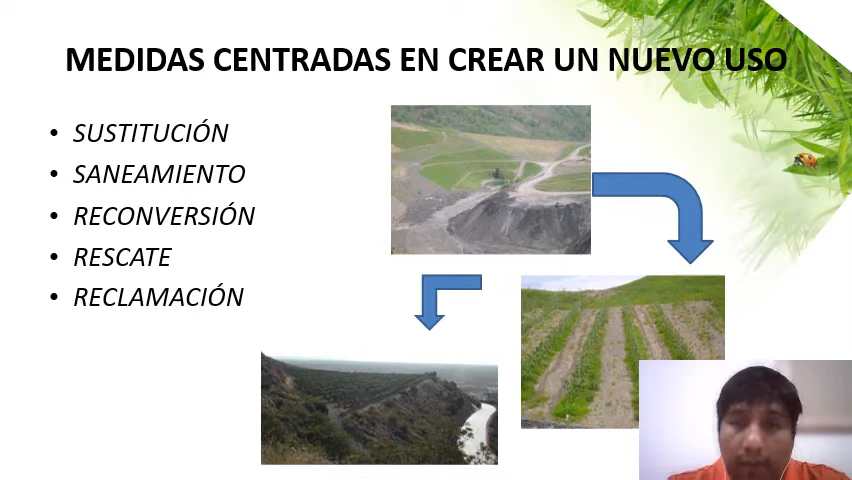 MEDIDAS CENTRADAS EN CREAR UN NUEVO USO
• SUSTITUCIÓN
• SANEAMIENTO
• RECONVERSIÓN
• RESCATE
• RECLAMACIÓN